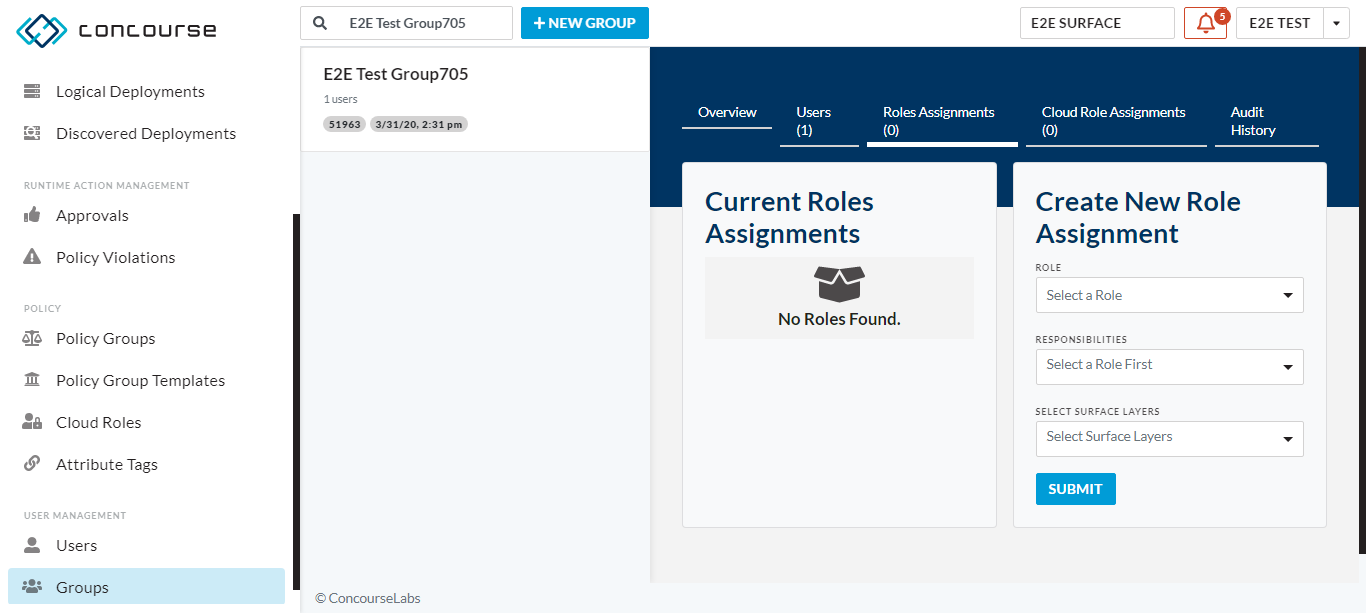 concourse
E2E Test Group705
NEW GROUP
E2E SURFACE
5
E2E TEST
Logical Deployments
Discovered Deployments
RUNTIME ACTION MANAGEMENT
Approvals
Policy Violations
POLICY
Policy Groups
Policy Group Templates
Cloud Roles
Attribute Tags
USER MANAGEMENT
Users
Groups
E2E Test Group705
1 users
51963 3/31/20, 2:31 pm
Overview
Users
(1)
Roles Assignments
(0)
Cloud Role Assignments
(0)
Audit
History
Current Roles
Assignments
No Roles Found.
Create New Role
Assignment
ROLE
Select a Role
RESPONSIBILITIES
Select a Role First
SELECT SURFACE LAYERS
Select Surface Layers
SUBMIT
© ConcourseLabs